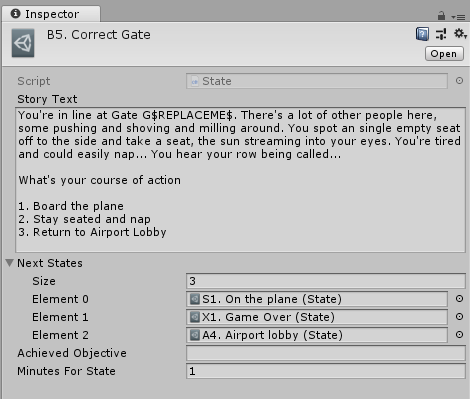 Inspector
B5. Correct Gate
Open
Script State
Story Text
You're in line at Gate G$REPLACEME$. There's a lot of other people here,
some pushing and shoving and milling around. You spot an single empty seat
off to the side and take a seat, the sun streaming into your eyes. You're tired
and could easily nap... You hear your row being called...
What's your course of action
1. Board the plane
2. Stay seated and nap
3. Return to Airport Lobby
Next States
Size 3
Element 0 S1. On the plane (State)
Element 1 X1. Game Over (State)
Element 2 A4. Airport lobby (State)
Achieved Objective
Minutes For State 1